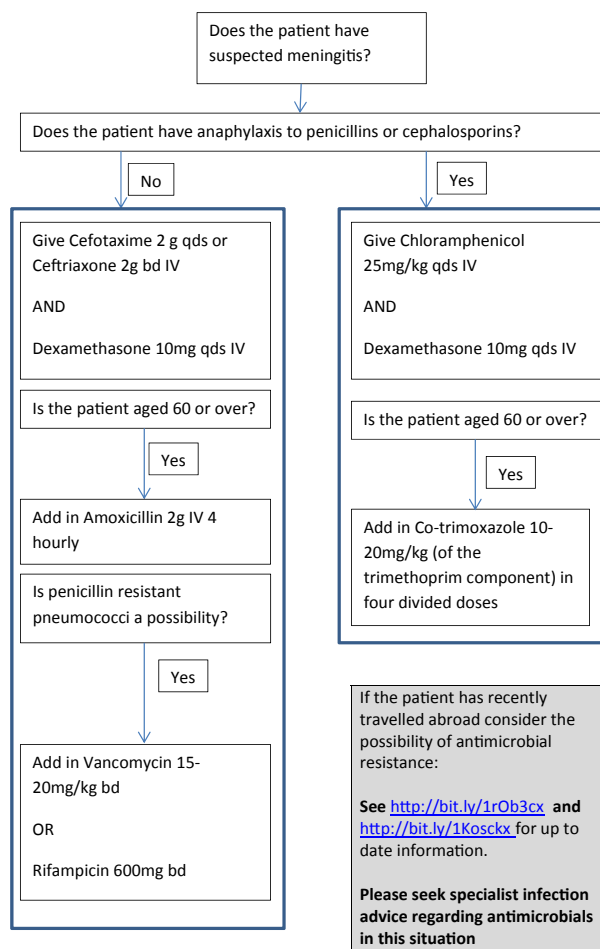 Does the patient have
suspected meningitis?
Does the patient have anaphylaxis to penicillins or cephalosporins?
No
Give Cefotaxime 2 g qds or
Ceftriaxone 2g bd IV
AND
Dexamethasone 10mg qds IV
Is the patient aged 60 or over?
Yes
Add in Amoxicillin 2g IV 4
hourly
Is penicillin resistant
pneumococci a possibility?
Yes
Add in Vancomycin 15-
20mg/kg bd
OR
Rifampicin 600mg bd
Yes
Give Chloramphenicol
25mg/kg qds IV
AND
Dexamethasone 10mg qds IV
Is the patient aged 60 or over?
Yes
Add in Co-trimoxazole 10-
20mg/kg (of the
trimethoprim component) in
four divided doses
If the patient has recently
travelled abroad consider the
possibility of antimicrobial
resistance:
See http://bit.ly/1rOb3cx and
http://bit.ly/1Kosckx for up to
date information.
Please seek specialist infection
advice regarding antimicrobials
in this situation